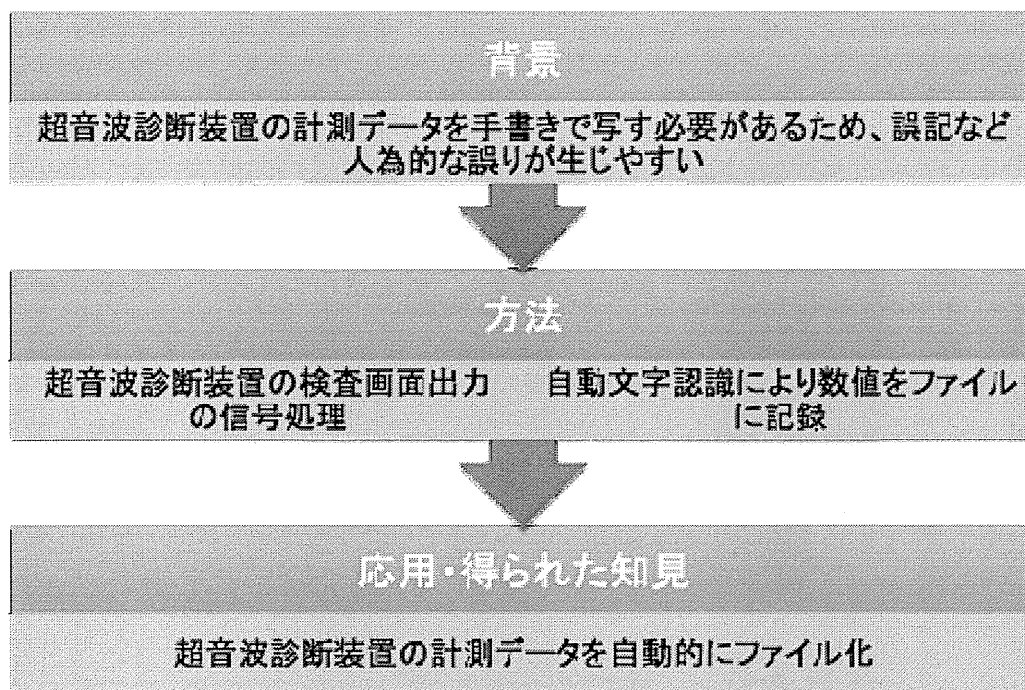 背景
超音波診断装置の計測データを手書きで写す必要があるため、誤記など
人為的な誤りが生じやすい
方法
超音波診断装置の検査画面出力
の信号処理
自動文字認識により数値をファイル
に記録
応用・得られた知見
超音波診断装置の計測データを自動的にファイル化